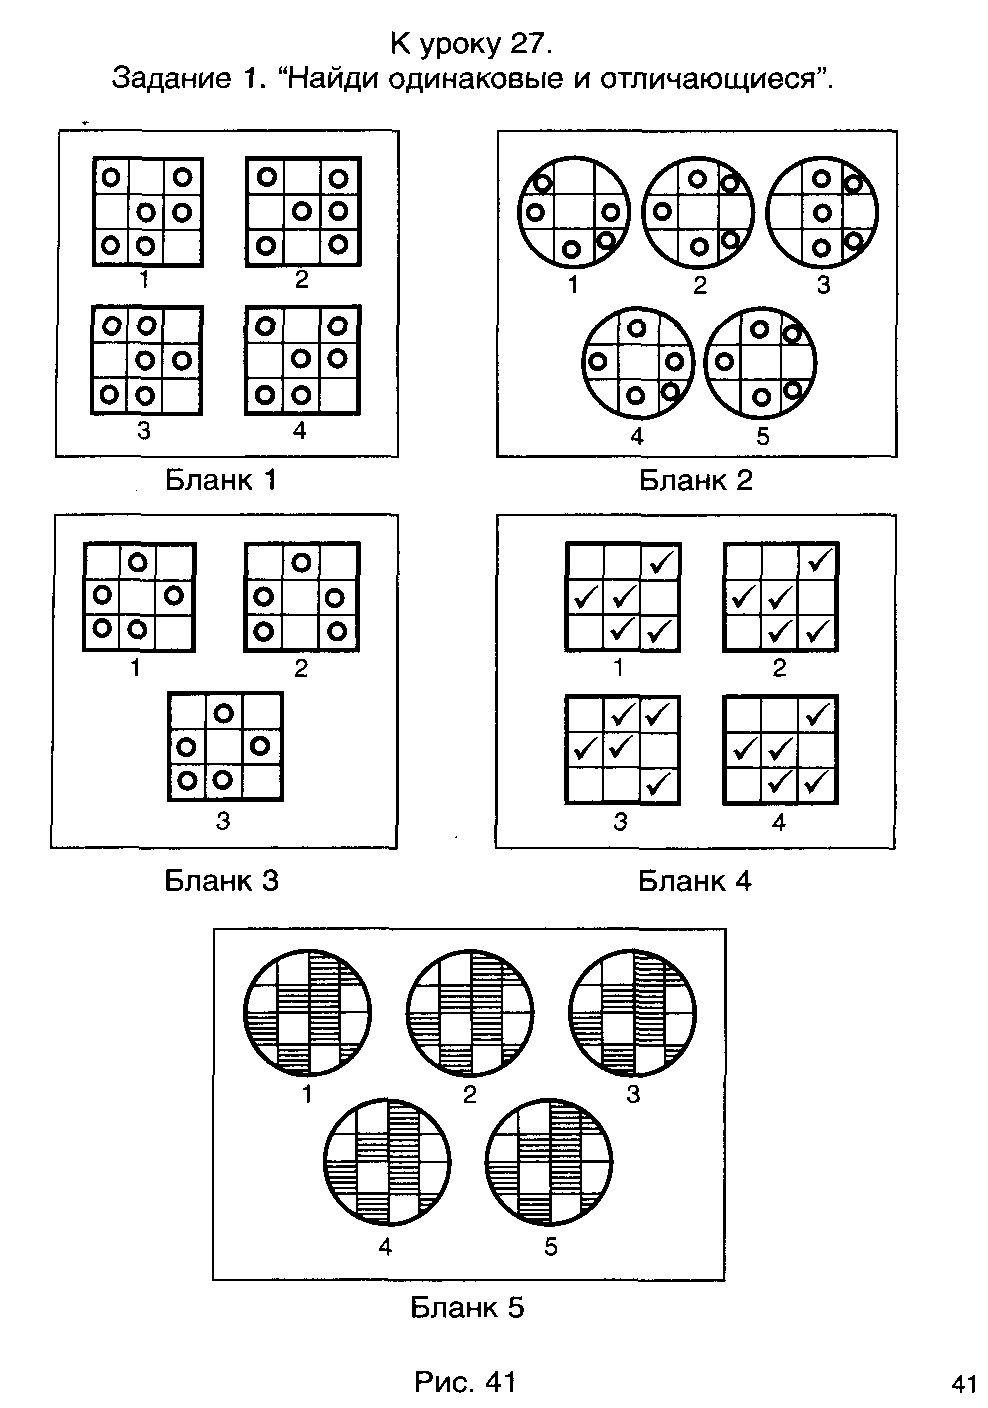 К уроку 27.
Задание 1. “Найди одинаковые и отличающиеся”.
1 2
3 4
Бланк 1
1 2 3
4 5
Бланк 2
1 2
3
Бланк 3
1 2
3 4
Бланк 4
1 2 3
4 5
Бланк 5
Рис. 41
41